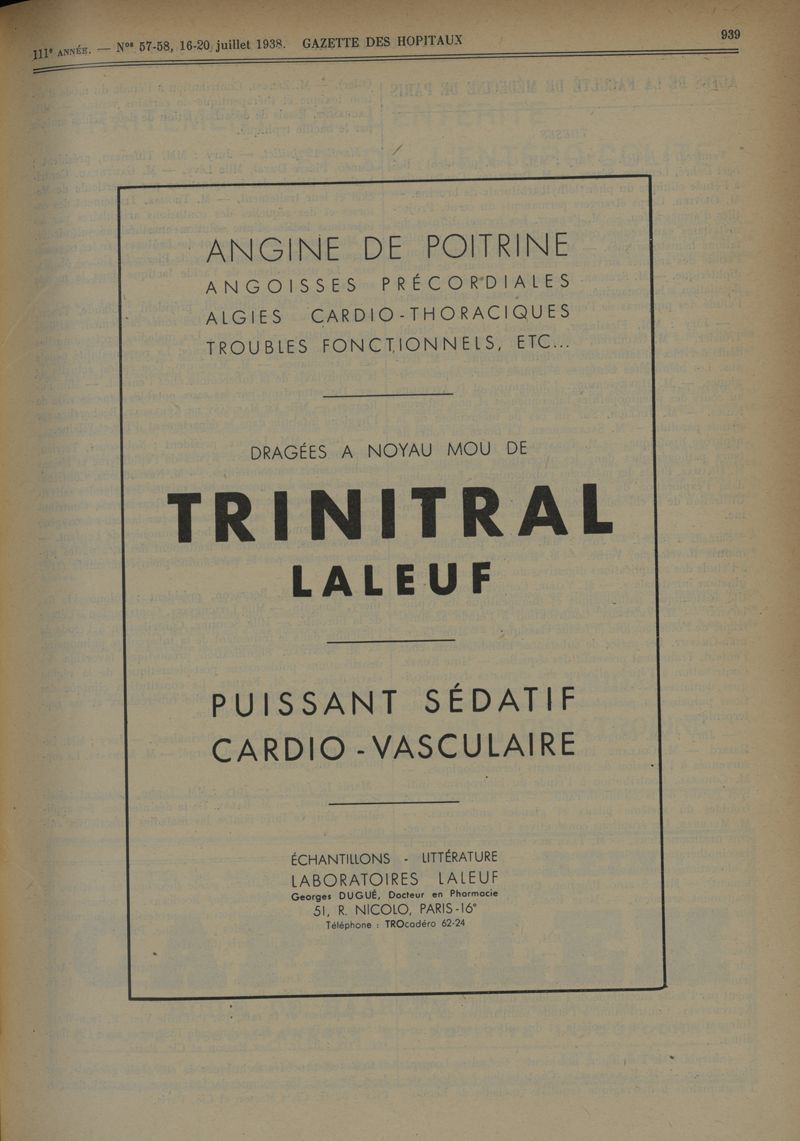 111e ANNÉE. — Nos 57-58, 16-20 juillet 1938. GAZETTE DES HOPITAUX 939
ANGINE DE POITRINE
ANGOISSES PRÉCORDIALES
ALGIES CARDIO-THORACIQUES
TROUBLES FONCTIONNELS, ETC...
DRAGÉES A NOYAU MOU DE
TRINITRAL
LALEUF
PUISSANT SÉDATIF
CARDIO-VASCULAIRE
ÉCHANTILLONS - LITTÉRATURE
LABORATOIRES LALEUF
Georges DUGUÉ, Docteur en Pharmacie
51, R. NICOLO, PARIS-16e
Téléphone : TROcadéro 62-24